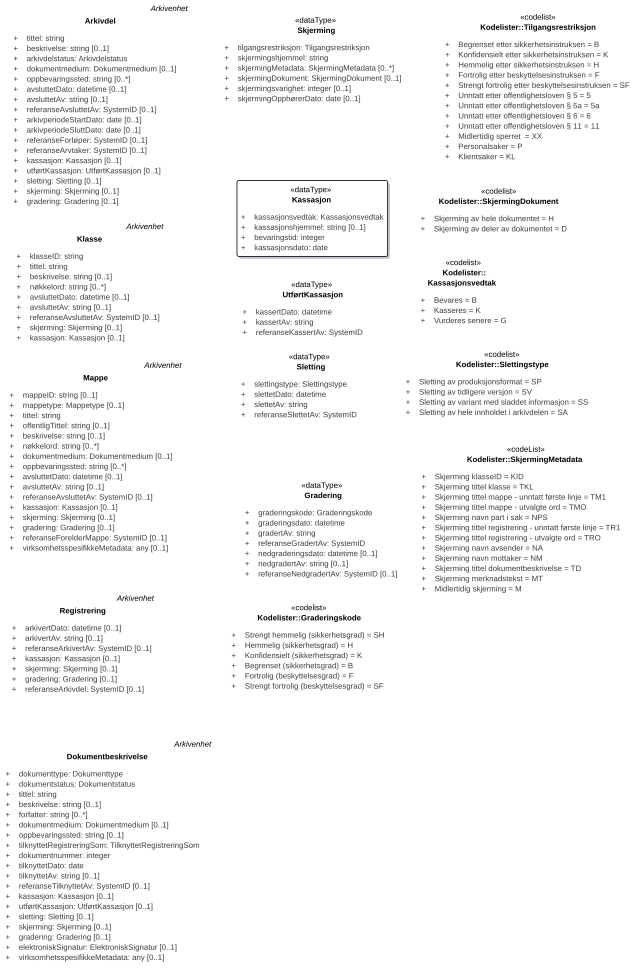 Arkivenhet
Arkivdel
+ tittel: string
+ beskrivelse: string [0..1]
+ arkivdelstatus: Arkivdelstatus
+ dokumentmedium: Dokumentmedium [0..1]
+ oppbevaringssted: string [0..*]
+ avsluttetDato: datetime [0..1]
+ avsluttetAv: string [0..1]
+ referanseAvsluttetAv: SystemID [0..1]
+ arkivperiodeStartDato: date [0..1]
+ arkivperiodeSluttDato: date [0..1]
+ referanseForløper: SystemID [0..1]
+ referanseArvtaker: SystemID [0..1]
+ kassasjon: Kassasjon [0..1]
+ utførtKassasjon: UtførtKassasjon [0..1]
+ sletting: Sletting [0..1]
+ skjerming: Skjerming [0..1]
+ gradering: Gradering [0..1]
Arkivenhet
Klasse
+ klasseID: string
+ tittel: string
+ beskrivelse: string [0..1]
+ nøkkelord: string [0..*]
+ avsluttetDato: datetime [0..1]
+ avsluttetAv: string [0..1]
+ referanseAvsluttetAv: SystemID [0..1]
+ skjerming: Skjerming [0..1]
+ kassasjon: Kassasjon [0..1]
Arkivenhet
Mappe
+ mappeID: string [0..1]
+ mappetype: Mappetype [0..1]
+ tittel: string
+ offentligTittel: string [0..1]
+ beskrivelse: string [0..1]
+ nøkkelord: string [0..*]
+ dokumentmedium: Dokumentmedium [0..1]
+ oppbevaringssted: string [0..*]
+ avsluttetDato: datetime [0..1]
+ avsluttetAv: string [0..1]
+ referanseAvsluttetAv: SystemID [0..1]
+ kassasjon: Kassasjon [0..1]
+ skjerming: Skjerming [0..1]
+ gradering: Gradering [0..1]
+ referanseForelderMappe: SystemID [0..1]
+ virksomhetsspesifikkeMetadata: any [0..1]
Arkivenhet
Registrering
+ arkivertDato: datetime [0..1]
+ arkivertAv: string [0..1]
+ referanseArkivertAv: SystemID [0..1]
+ kassasjon: Kassasjon [0..1]
+ skjerming: Skjerming [0..1]
+ gradering: Gradering [0..1]
+ referanseArkivdel: SystemID [0..1]
Arkivenhet
Dokumentbeskrivelse
+ dokumenttype: Dokumenttype
+ dokumentstatus: Dokumentstatus
+ tittel: string
+ beskrivelse: string [0..1]
+ forfatter: string [0..*]
+ dokumentmedium: Dokumentmedium [0..1]
+ oppbevaringssted: string [0..1]
+ tilknyttetRegistreringSom: TilknyttetRegistreringSom
+ dokumentnummer: integer
+ tilknyttetDato: date
+ tilknyttetAv: string [0..1]
+ referanseTilknyttetAv: SystemID [0..1]
+ kassasjon: Kassasjon [0..1]
+ utførtKassasjon: UtførtKassasjon [0..1]
+ sletting: Sletting [0..1]
+ skjerming: Skjerming [0..1]
+ gradering: Gradering [0..1]
+ elektroniskSignatur: ElektroniskSignatur [0..1]
+ virksomhetsspesifikkeMetadata: any [0..1]
«dataType»
Skjerming
+ tilgangsrestriksjon: Tilgangsrestriksjon
+ skjermingshjemmel: string
+ skjermingMetadata: SkjermingMetadata [0..*]
+ skjermingDokument: SkjermingDokument [0..1]
+ skjermingsvarighet: integer [0..1]
+ skjermingOpphørerDato: date [0..1]
«dataType»
Kassasjon
+ kassasjonsvedtak: Kassasjonsvedtak
+ kassasjonshjemmel: string [0..1]
+ bevaringstid: integer
+ kassasjonsdato: date
«dataType»
UtførtKassasjon
+ kassertDato: datetime
+ kassertAv: string
+ referanseKassertAv: SystemID
«dataType»
Sletting
+ slettingstype: Slettingstype
+ slettetDato: datetime
+ slettetAv: string
+ referanseSlettetAv: SystemID
«dataType»
Gradering
+ graderingskode: Graderingskode
+ graderingsdato: datetime
+ gradertAv: string
+ referanseGradertAv: SystemID
+ nedgraderingsdato: datetime [0..1]
+ nedgradertAv: string [0..1]
+ referanseNedgradertAv: SystemID [0..1]
«codelist»
Kodelister::Graderingskode
+ Strengt hemmelig (sikkerhetsgrad) = SH
+ Hemmelig (sikkerhetsgrad) = H
+ Konfidensielt (sikkerhetsgrad) = K
+ Begrenset (sikkerhetsgrad) = B
+ Fortrolig (beskyttelsesgrad) = F
+ Strengt fortrolig (beskyttelsesgrad) = SF
«codelist»
Kodelister::Tilgangsrestriksjon
+ Begrenset etter sikkerhetsinstruksen = B
+ Konfidensielt etter sikkerhetsinstruksen = K
+ Hemmelig etter sikkerhetsinstruksen = H
+ Fortrolig etter beskyttelsesinstruksen = F
+ Strengt fortrolig etter beskyttelsesinstruksen = SF
+ Unntatt etter offentlighetsloven § 5 = 5
+ Unntatt etter offentlighetsloven § 5a = 5a
+ Unntatt etter offentlighetsloven § 6 = 6
+ Unntatt etter offentlighetsloven § 11 = 11
+ Midlertidig sperret = XX
+ Personalsaker = P
+ Klientsaker = KL
«codelist»
Kodelister::SkjermingDokument
+ Skjerming av hele dokumentet = H
+ Skjerming av deler av dokumentet = D
«codelist»
Kodelister::
Kassasjonsvedtak
+ Bevares = B
+ Kasseres = K
+ Vurderes senere = G
«codelist»
Kodelister::Slettingstype
+ Sletting av produksjonsformat = SP
+ Sletting av tidligere versjon = SV
+ Sletting av variant med sladdet informasjon = SS
+ Sletting av hele innholdet i arkivdelen = SA
«codeList»
Kodelister::SkjermingMetadata
+ Skjerming klasseID = KID
+ Skjerming tittel klasse = TKL
+ Skjerming tittel mappe - unntatt første linje = TM1
+ Skjerming tittel mappe - utvalgte ord = TMO
+ Skjerming navn part i sak = NPS
+ Skjerming tittel registrering - unntatt første linje = TR1
+ Skjerming tittel registrering - utvalgte ord = TRO
+ Skjerming navn avsender = NA
+ Skjerming navn mottaker = NM
+ Skjerming tittel dokumentbeskrivelse = TD
+ Skjerming merknadstekst = MT
+ Midlertidig skjerming = M